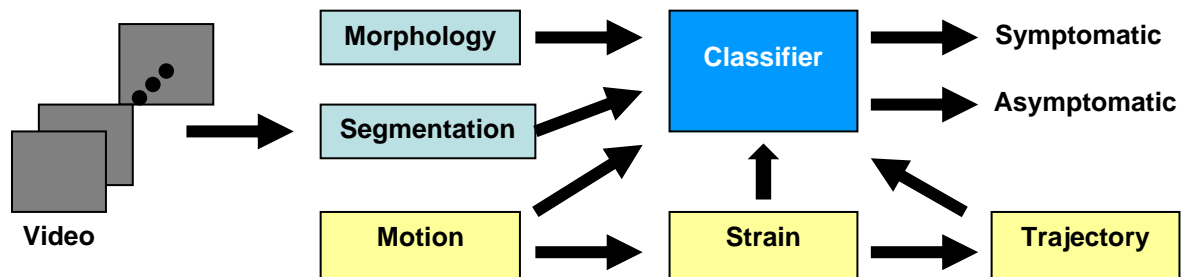 Morphology
Classifier
Symptomatic
Segmentation
Asymptomatic
Video
Motion
Strain
Trajectory